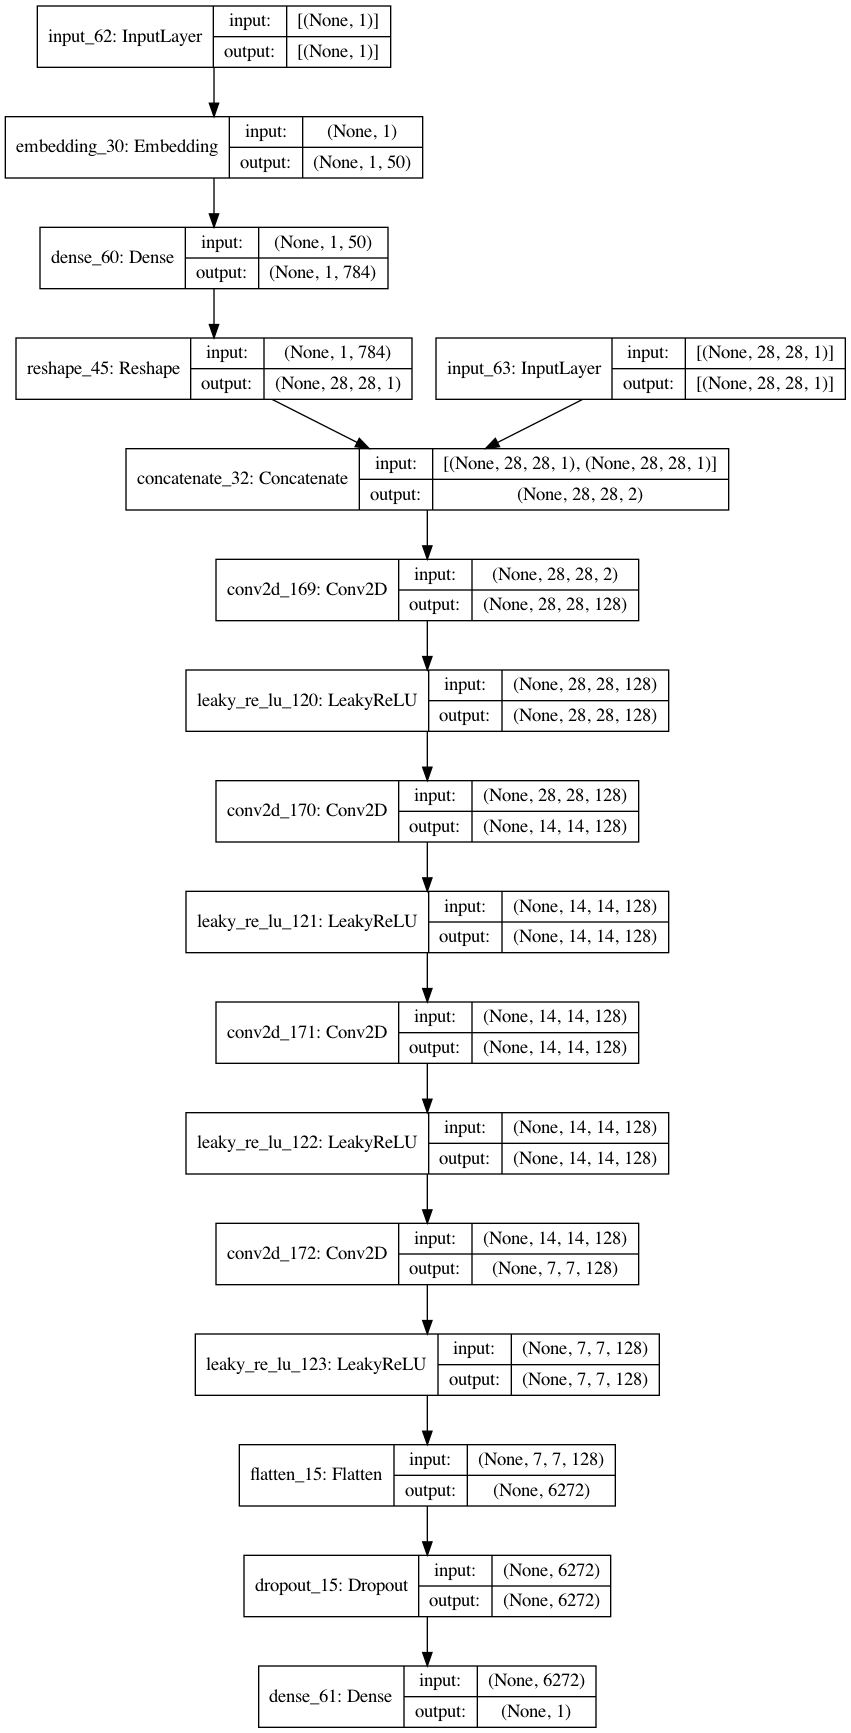 input_62: InputLayer
input: [(None, 1)]
output: [(None, 1)]
embedding_30: Embedding
input: (None, 1)
output: (None, 1, 50)
dense_60: Dense
input: (None, 1, 50)
output: (None, 1, 784)
reshape_45: Reshape
input: (None, 1, 784)
output: (None, 28, 28, 1)
input_63: InputLayer
input: [(None, 28, 28, 1)]
output: [(None, 28, 28, 1)]
concatenate_32: Concatenate
input: [(None, 28, 28, 1), (None, 28, 28, 1)]
output: (None, 28, 28, 2)
conv2d_169: Conv2D
input: (None, 28, 28, 2)
output: (None, 28, 28, 128)
leaky_re_lu_120: LeakyReLU
input: (None, 28, 28, 128)
output: (None, 28, 28, 128)
conv2d_170: Conv2D
input: (None, 28, 28, 128)
output: (None, 14, 14, 128)
leaky_re_lu_121: LeakyReLU
input: (None, 14, 14, 128)
output: (None, 14, 14, 128)
conv2d_171: Conv2D
input: (None, 14, 14, 128)
output: (None, 14, 14, 128)
leaky_re_lu_122: LeakyReLU
input: (None, 14, 14, 128)
output: (None, 14, 14, 128)
conv2d_172: Conv2D
input: (None, 14, 14, 128)
output: (None, 7, 7, 128)
leaky_re_lu_123: LeakyReLU
input: (None, 7, 7, 128)
output: (None, 7, 7, 128)
flatten_15: Flatten
input: (None, 7, 7, 128)
output: (None, 6272)
dropout_15: Dropout
input: (None, 6272)
output: (None, 6272)
dense_61: Dense
input: (None, 6272)
output: (None, 1)